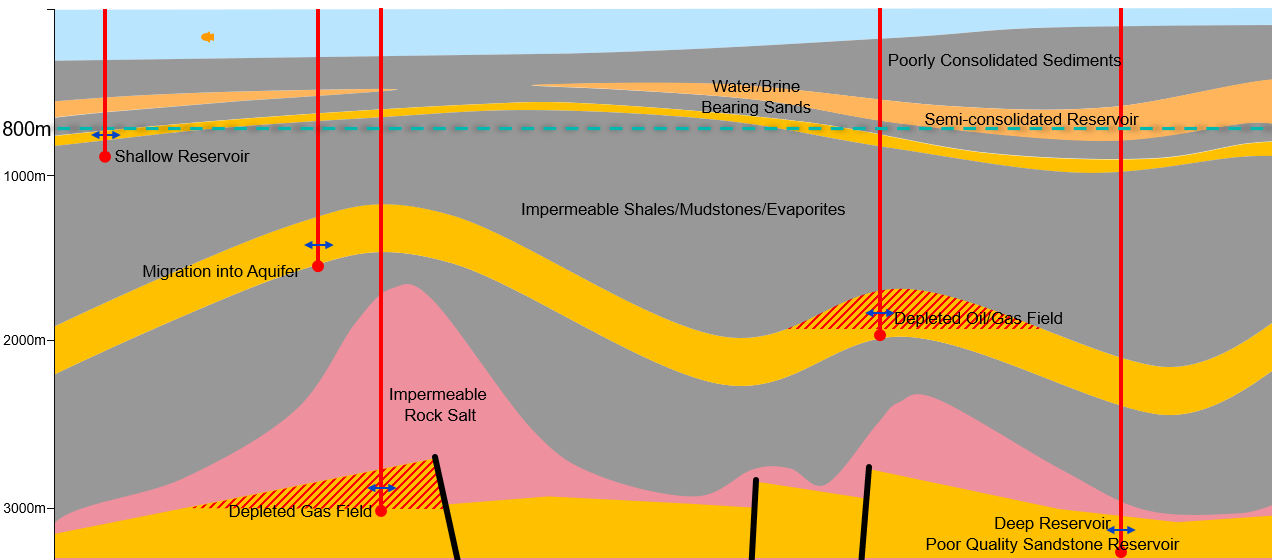 Poorly Consolidated Sediments
Water/Brine
Bearing Sands
Semi-consolidated Reservoir
800m
Shallow Reservoir
1000m
Impermeable Shales/Mudstones/Evaporites
Migration into Aquifer
Depleted Oil/Gas Field
2000m
Impermeable
Rock Salt
3000m
Depleted Gas Field
Deep Reservoir
Poor Quality Sandstone Reservoir